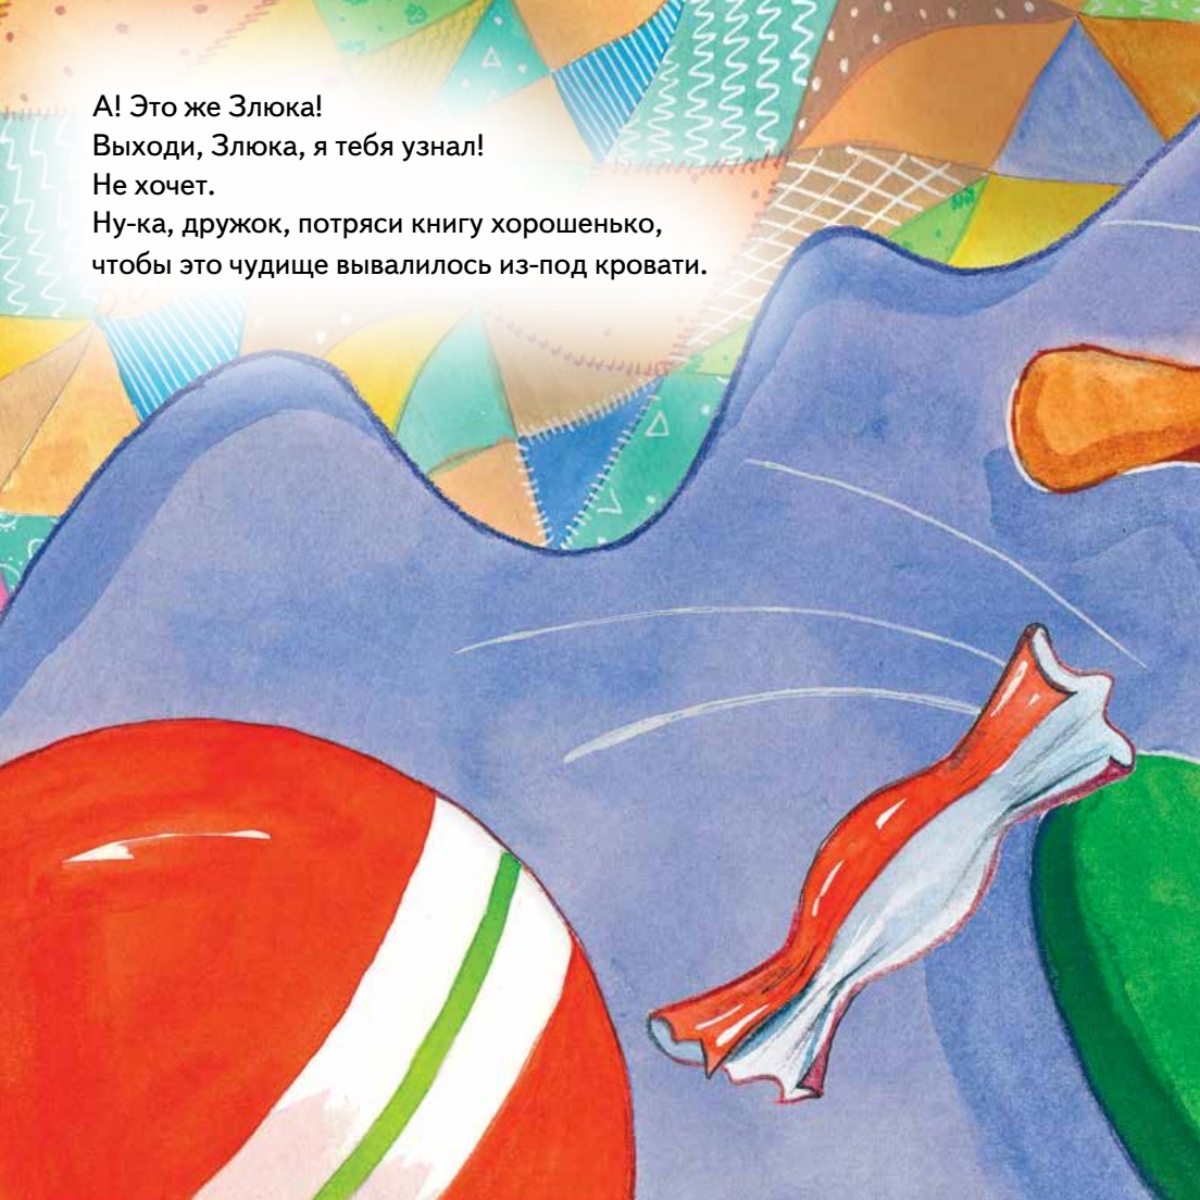 А! Это же Злюка!
Выходи, Злюка, я тебя узнал!
Не хочет.
Ну-ка, дружок, потряси книгу хорошенько,
чтобы это чудище вывалилось из-под кровати.